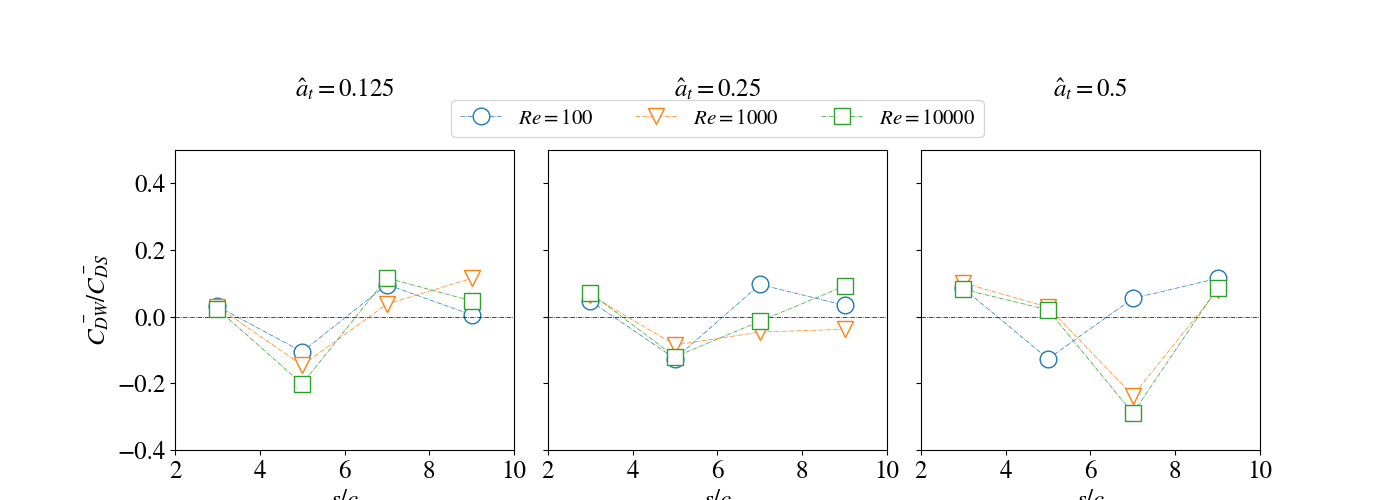 â_t = 0.125 â_t = 0.25 â_t = 0.5
Re = 100 Re = 1000 Re = 10000
0.4
0.2
0.0
−0.2
−0.4
C̄_DW/C̄_DS
2 4 6 8 10 2 4 6 8 10 2 4 6 8 10
s/c s/c s/c